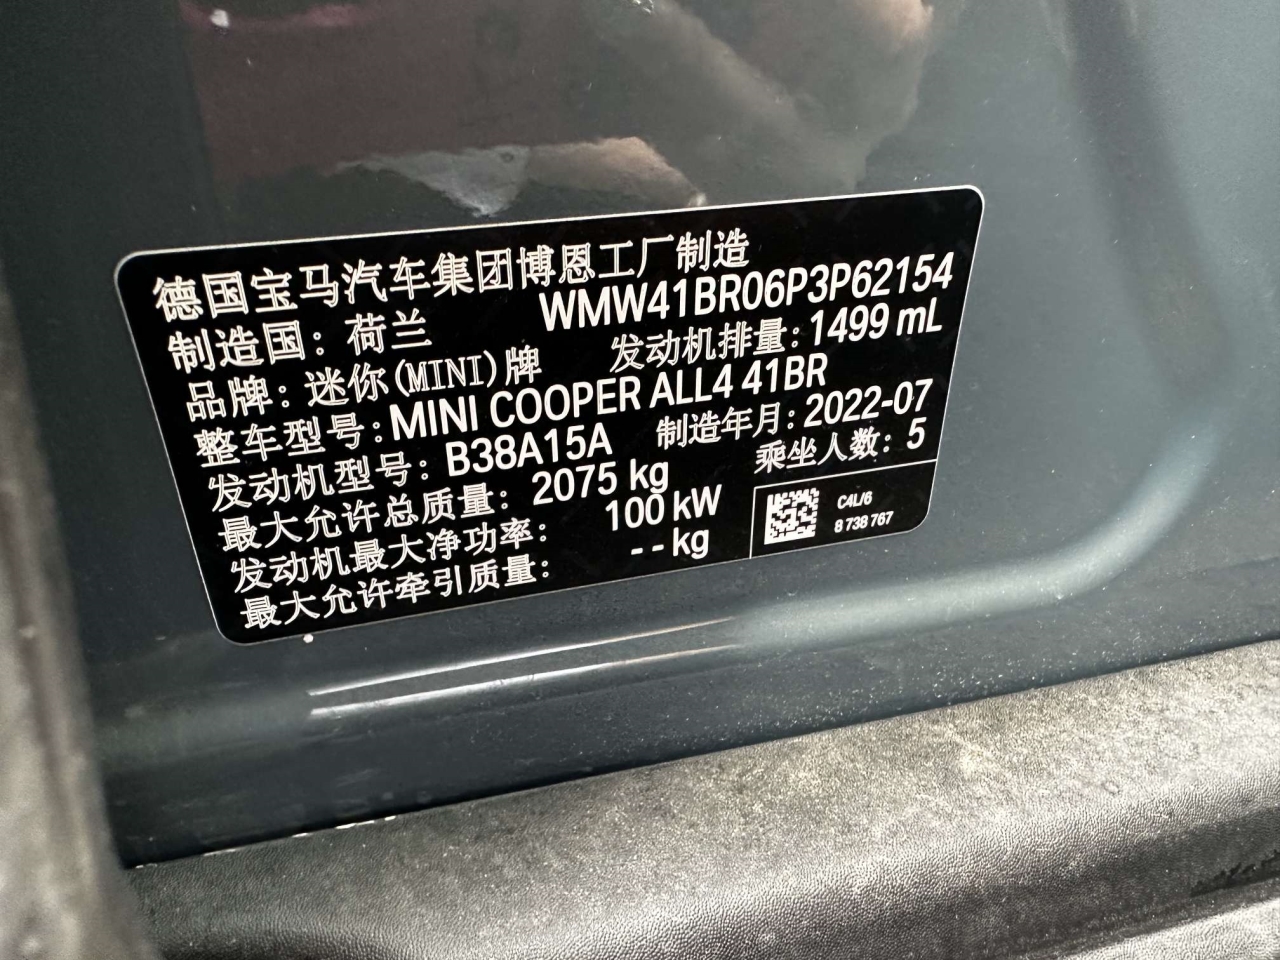 德国宝马汽车集团博恩工厂制造
制造国：荷兰 WMW41BR06P3P62154
品牌：迷你(MINI)牌 发动机排量：1499 mL
整车型号：MINI COOPER ALL4 41BR
发动机型号：B38A15A 制造年月：2022-07
最大允许总质量：2075 kg 乘坐人数：5
发动机最大净功率：100 kW
最大允许牵引质量：--kg
C4L/6
8 738 767